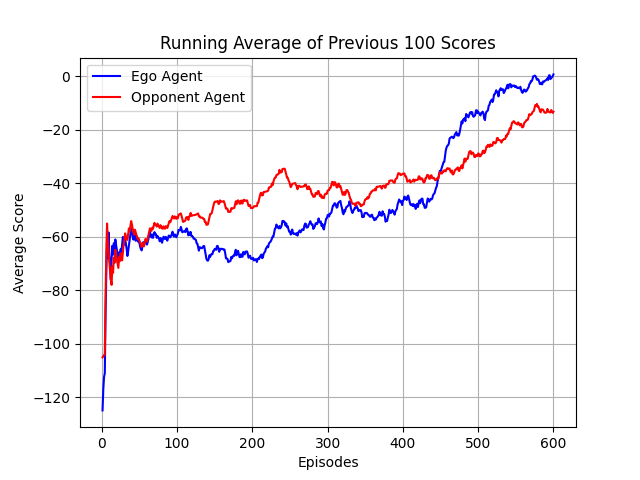 Running Average of Previous 100 Scores
Ego Agent
Opponent Agent
0
−20
−40
−60
−80
−100
−120
Average Score
0 100 200 300 400 500 600
Episodes